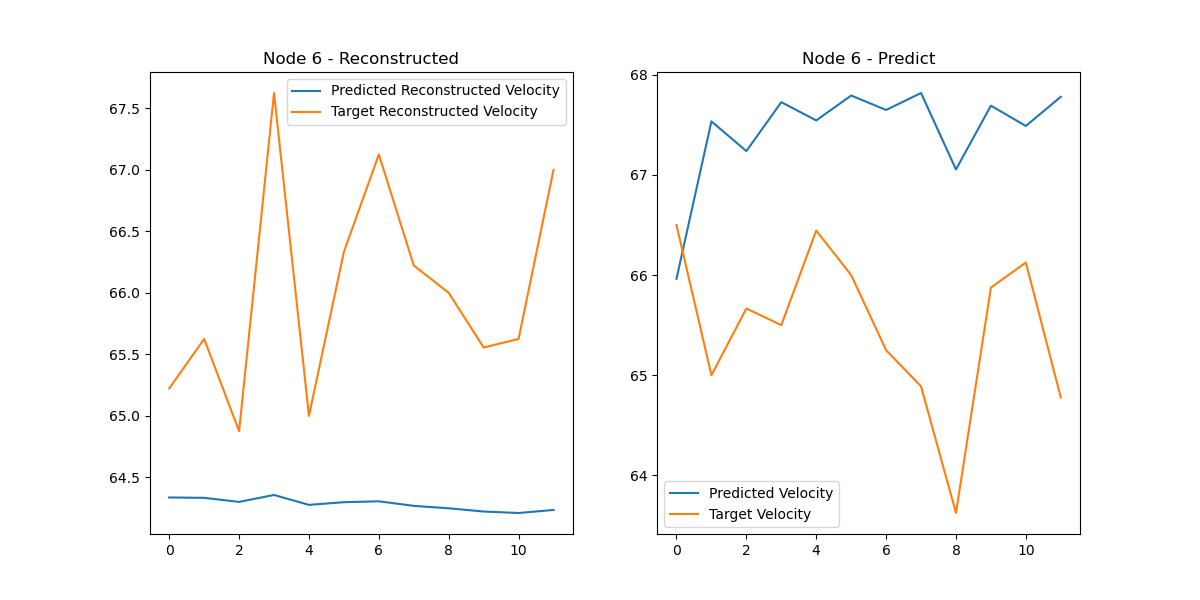 Node 6 - Reconstructed
Predicted Reconstructed Velocity
Target Reconstructed Velocity
67.5
67.0
66.5
66.0
65.5
65.0
64.5
0 2 4 6 8 10
Node 6 - Predict
68
67
66
65
64
Predicted Velocity
Target Velocity
0 2 4 6 8 10